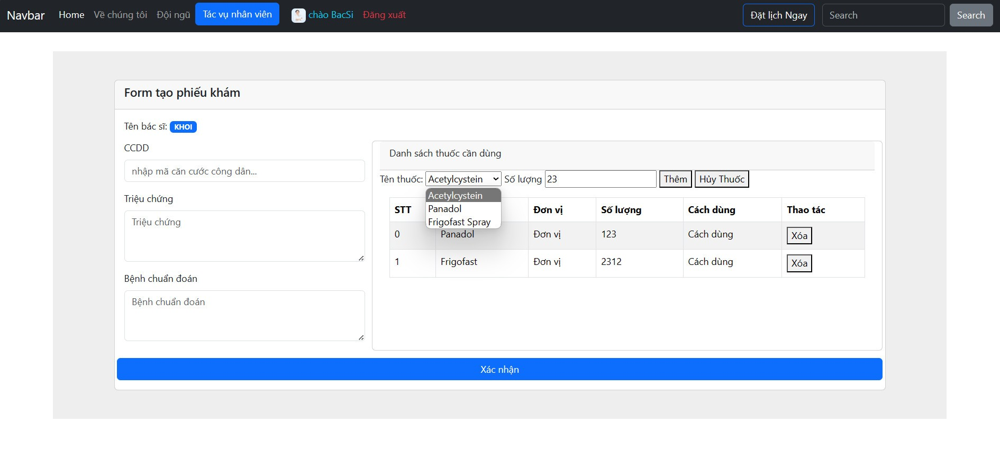 Navbar Home Về chúng tôi Đội ngũ Tác vụ nhân viên chào BacSi Đăng xuất Đặt lịch Ngay Search Search
Form tạo phiếu khám
Tên bác sĩ: KHOI
CCDD
nhập mã căn cước công dân...
Triệu chứng
Triệu chứng
Bệnh chuẩn đoán
Bệnh chuẩn đoán
Danh sách thuốc cần dùng
Tên thuốc: Acetylcystein Số lượng 23 Thêm Hủy Thuốc
Acetylcystein
Panadol
Frigofast Spray
STT Đơn vị Số lượng Cách dùng Thao tác
0 Panadol Đơn vị 123 Cách dùng Xóa
1 Frigofast Đơn vị 2312 Cách dùng Xóa
Xác nhận